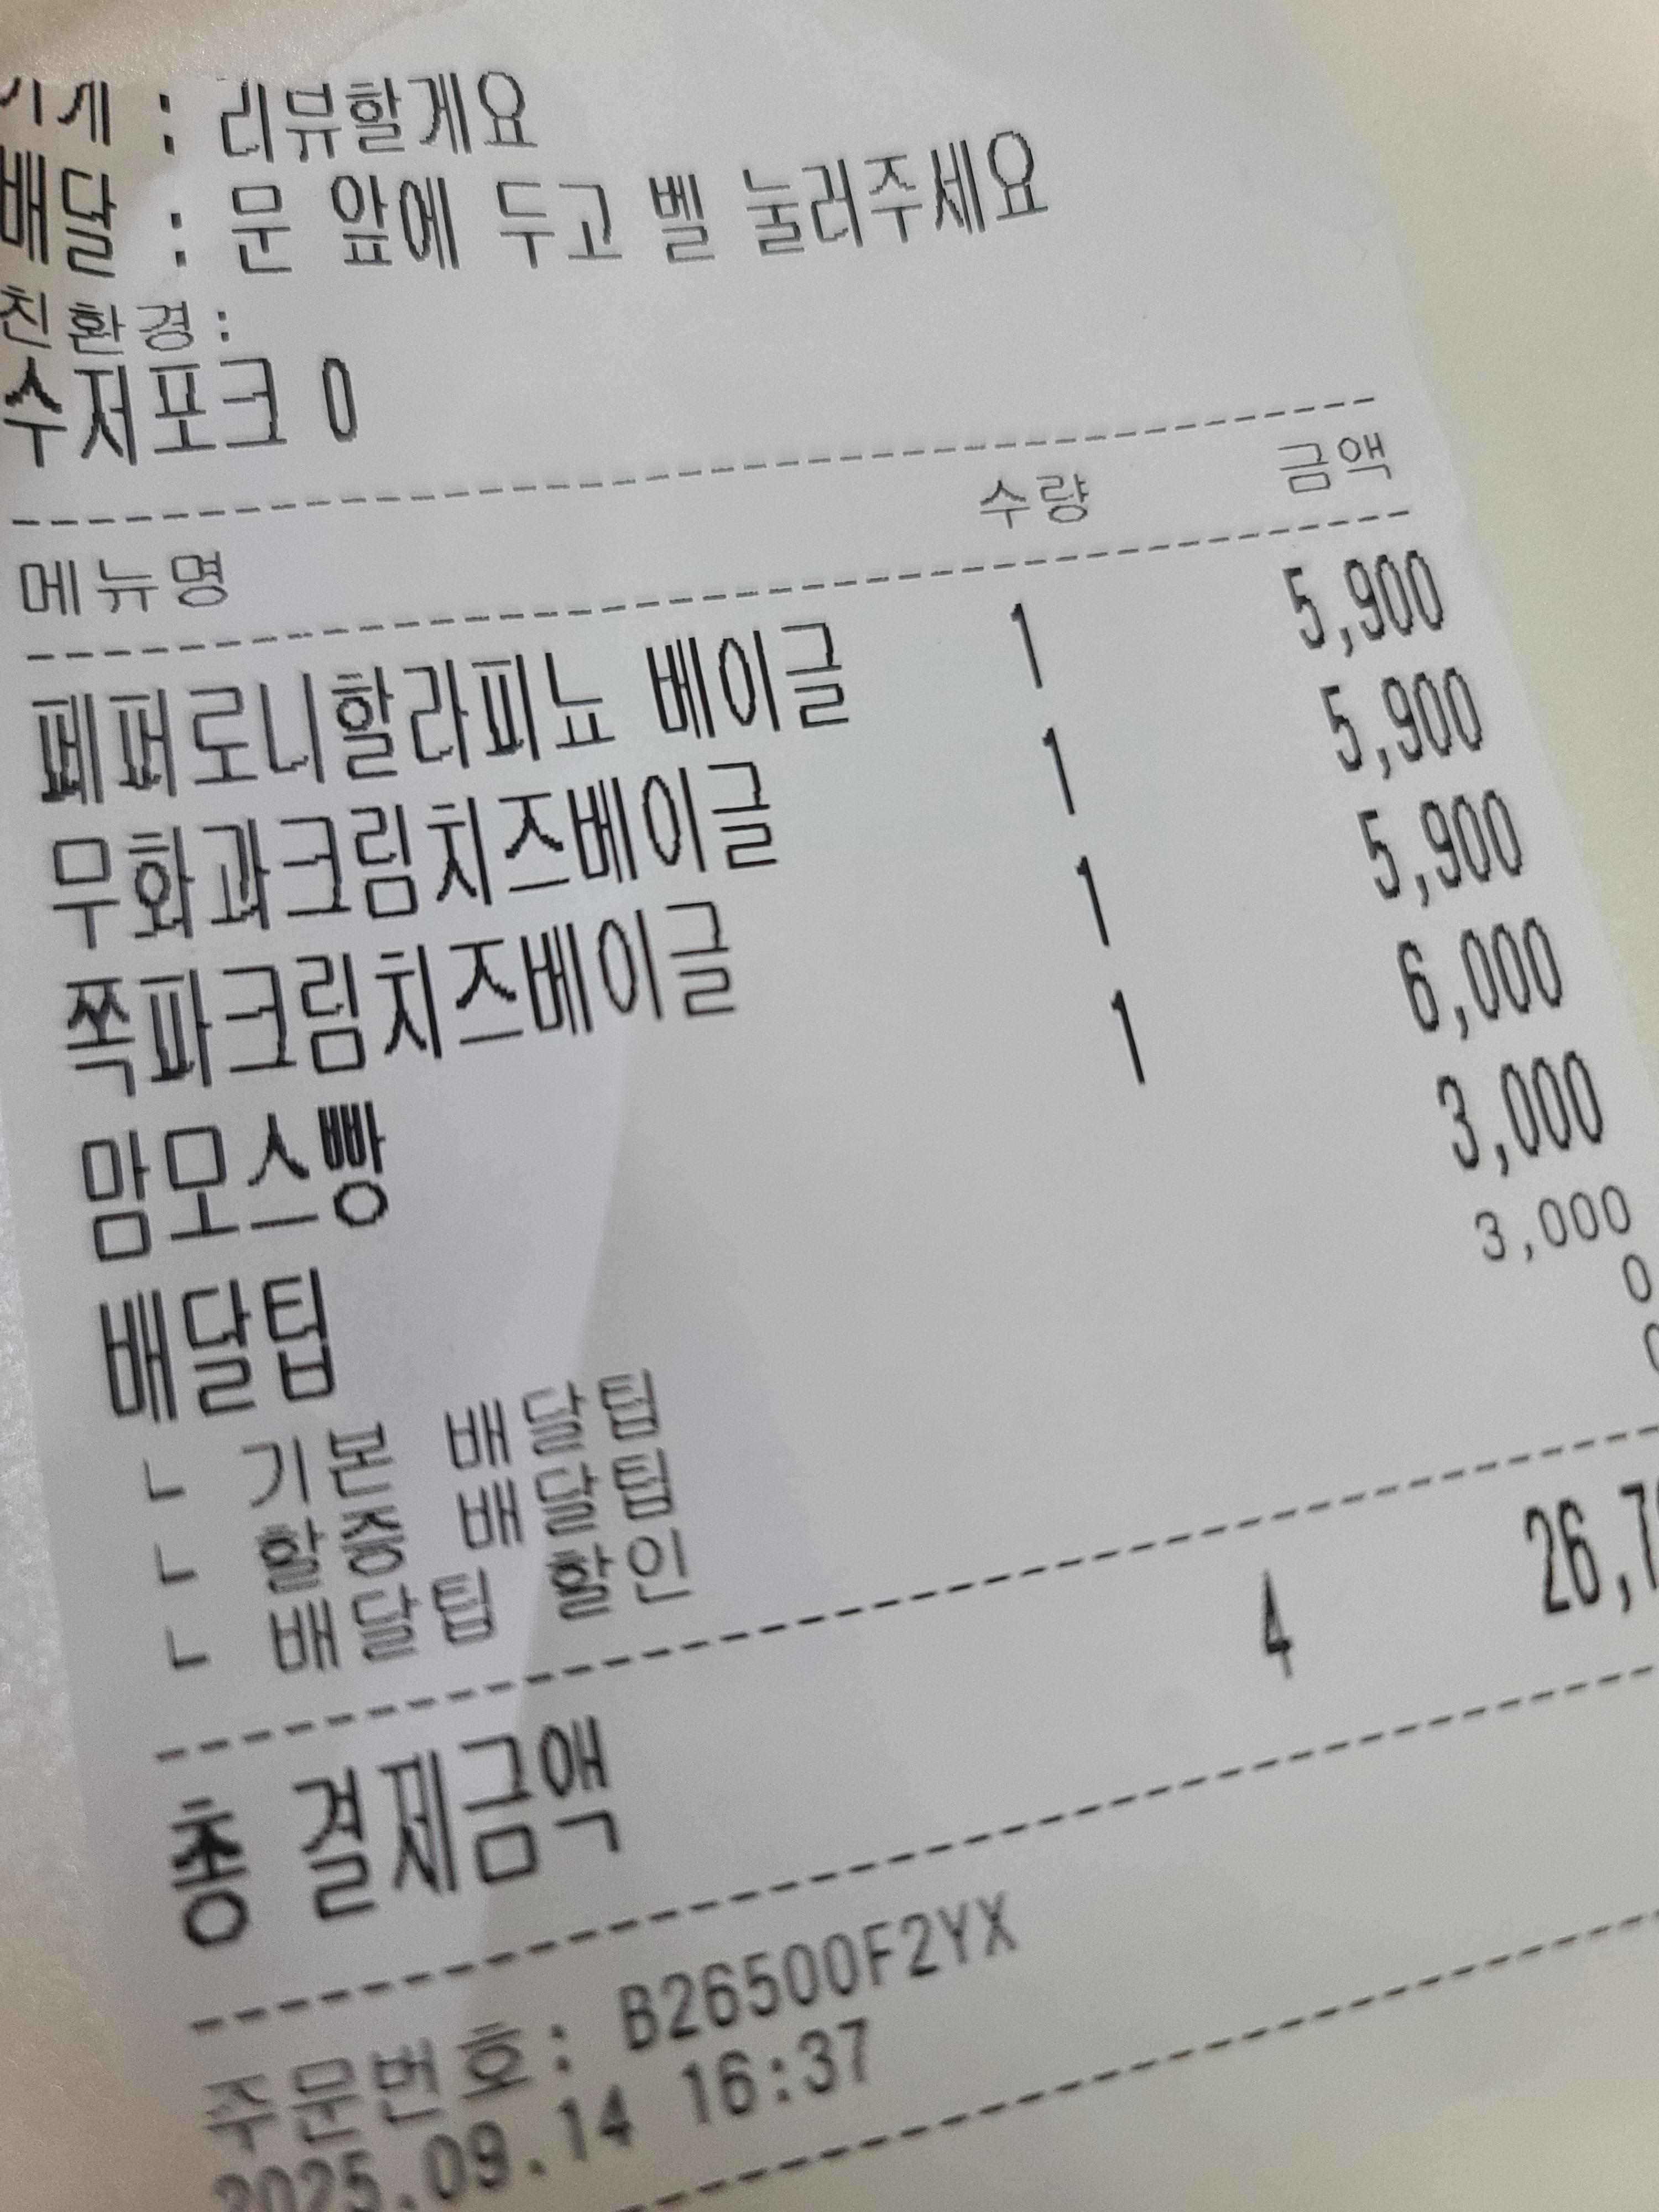 가게 : 리뷰할게요
배달 : 문 앞에 두고 벨 눌러주세요
친환경:
수저포크 0
메뉴명 수량 금액
페퍼로니할라피뇨 베이글 1 5,900
무화과크림치즈베이글 1 5,900
쪽파크림치즈베이글 1 5,900
맘모스빵 1 6,000
배달팁 3,000
ㄴ 기본 배달팁 3,000
ㄴ 할증 배달팁 0
ㄴ 배달팁 할인 0
총 결제금액 4
주문번호: B26500F2YX
2025.09.14 16:37